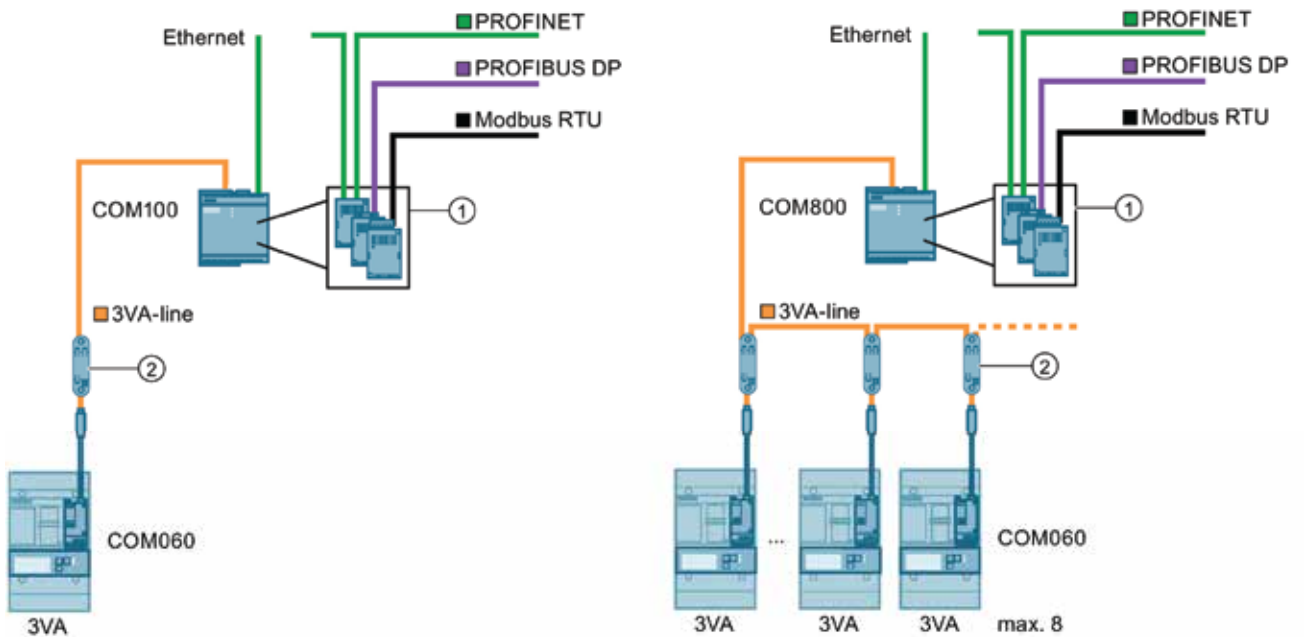 Ethernet
PROFINET
PROFIBUS DP
Modbus RTU
COM100
1
3VA-line
2
COM060
3VA
Ethernet
PROFINET
PROFIBUS DP
Modbus RTU
COM800
1
3VA-line
2
...
COM060
3VA 3VA 3VA max. 8